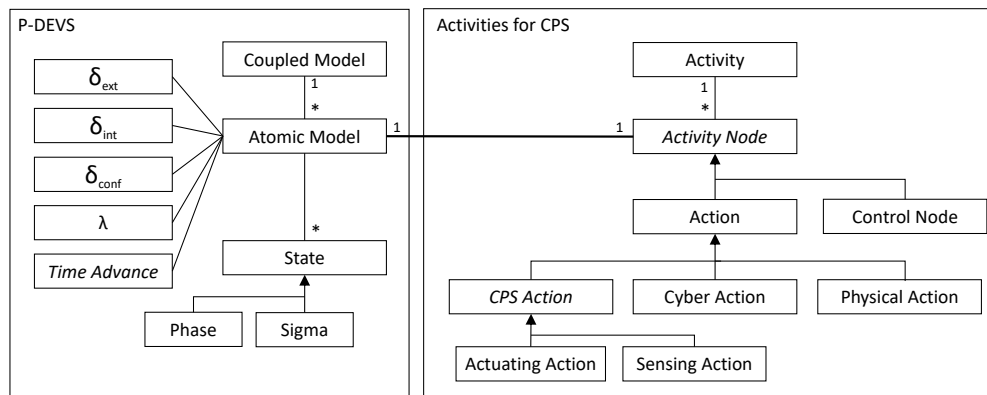 P-DEVS
Coupled Model
1
*
δext
δint
δconf
λ
Time Advance
Atomic Model
1
*
State
Phase
Sigma
Activities for CPS
Activity
1
*
1
Activity Node
Action
Control Node
CPS Action
Cyber Action
Physical Action
Actuating Action
Sensing Action